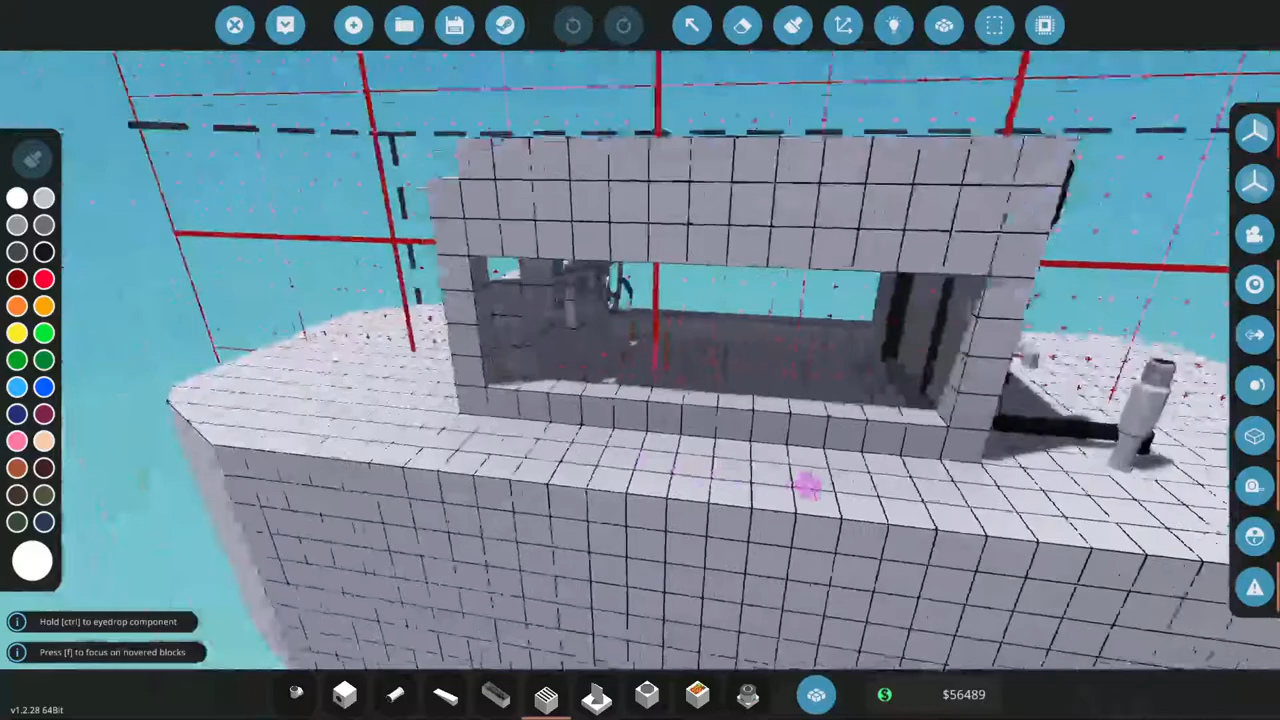 Hold [ctrl] to eyedrop component
Press [f] to focus on hovered blocks
v1.2.28 64Bit
$56489